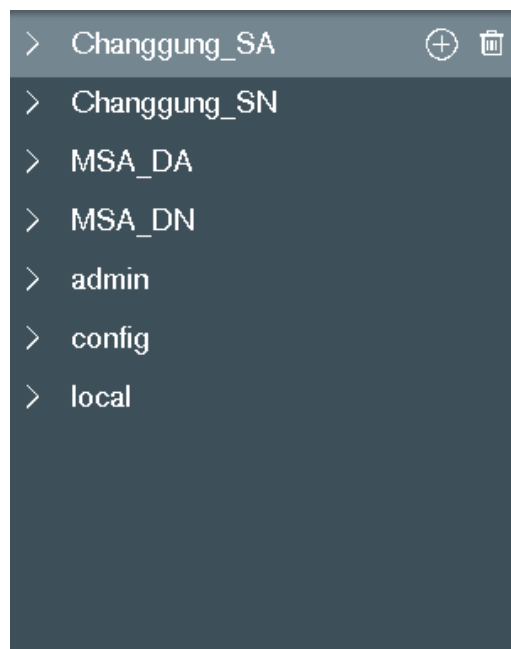 Changgung_SA
Changgung_SN
MSA_DA
MSA_DN
admin
config
local